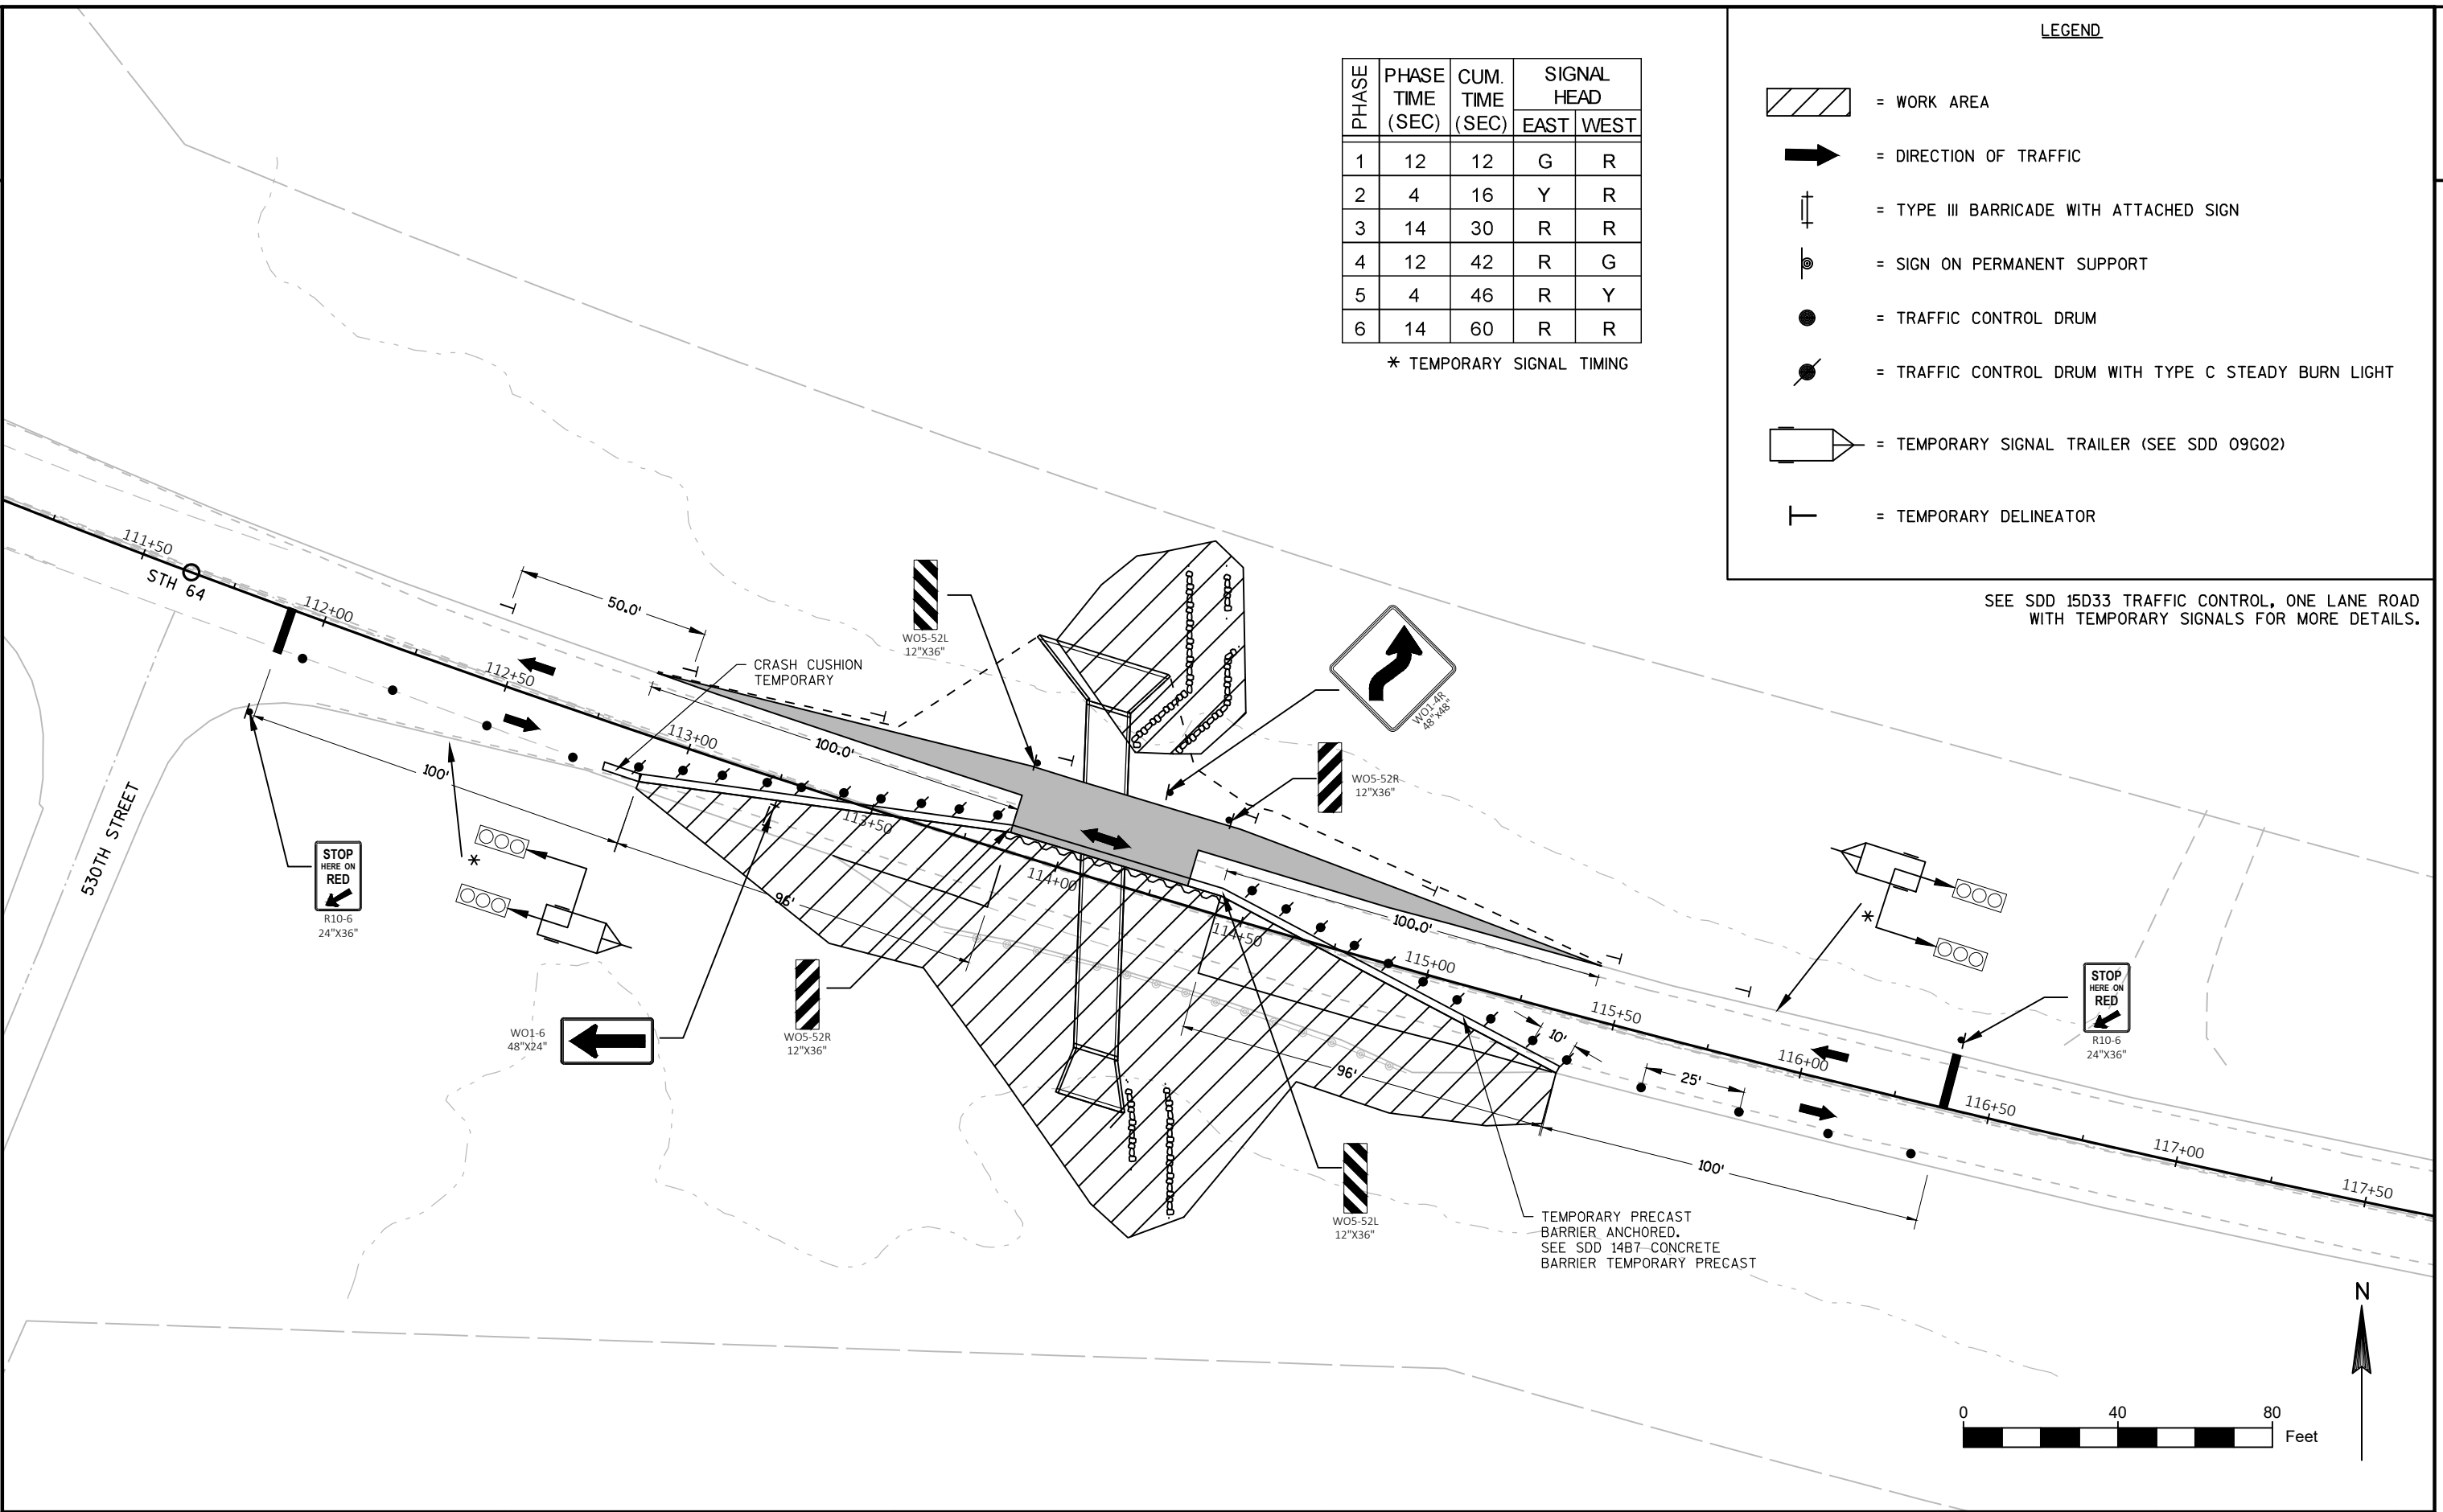 PHASE
PHASE TIME (SEC)
CUM. TIME (SEC)
SIGNAL HEAD
EAST WEST
1 12 12 G R
2 4 16 Y R
3 14 30 R R
4 12 42 R G
5 4 46 R Y
6 14 60 R R
* TEMPORARY SIGNAL TIMING
LEGEND
= WORK AREA
= DIRECTION OF TRAFFIC
= TYPE III BARRICADE WITH ATTACHED SIGN
= SIGN ON PERMANENT SUPPORT
= TRAFFIC CONTROL DRUM
= TRAFFIC CONTROL DRUM WITH TYPE C STEADY BURN LIGHT
= TEMPORARY SIGNAL TRAILER (SEE SDD 09G02)
= TEMPORARY DELINEATOR
SEE SDD 15D33 TRAFFIC CONTROL, ONE LANE ROAD
WITH TEMPORARY SIGNALS FOR MORE DETAILS.
111+50
STH 64
112+00
112+50
113+00
113+50
114+00
114+50
115+00
115+50
116+00
116+50
117+00
117+50
50.0'
100.0'
100'
96'
100.0'
96'
10'
25'
100'
530TH STREET
CRASH CUSHION
TEMPORARY
WO5-52L
12"X36"
WO1-4R
48"x48"
WO5-52R
12"X36"
STOP
HERE ON
RED
R10-6
24"X36"
*
WO1-6
48"X24"
WO5-52R
12"X36"
WO5-52L
12"X36"
*
STOP
HERE ON
RED
R10-6
24"X36"
TEMPORARY PRECAST
BARRIER ANCHORED.
SEE SDD 14B7 CONCRETE
BARRIER TEMPORARY PRECAST
N
0 40 80
Feet